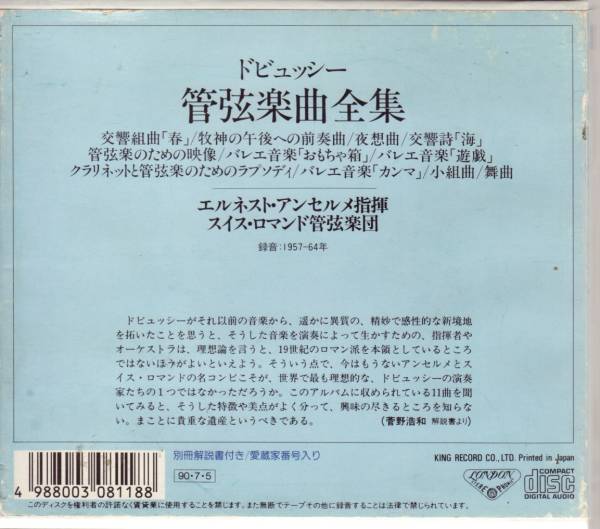 ドビュッシー
管弦楽曲全集
交響組曲「春」/牧神の午後への前奏曲/夜想曲/交響詩「海」
管弦楽のための映像/バレエ音楽「おもちゃ箱」/バレエ音楽「遊戯」
クラリネットと管弦楽のためのラプソディ/バレエ音楽「カンマ」/小組曲/舞曲
エルネスト・アンセルメ指揮
スイス・ロマンド管弦楽団
録音:1957-64年
ドビュッシーがそれ以前の音楽から、遥かに異質の、精妙で感性的な新境地
を拓いたことを思うと、そうした音楽を演奏によって生かすための、指揮者や
オーケストラは、理想論を言うと、19世紀のロマン派を本領としているところ
ではないほうがよいといえよう。そういう点で、今はもうないアンセルメとス
イス・ロマンドの名コンビこそが、世界で最も理想的な、ドビュッシーの演奏
家たちの1つではなかっただろうか。このアルバムに収められている11曲を聞
いてみると、そうした特徴や美点がよく分って、興味の尽きるところを知らな
い。まことに貴重な遺産というべきである。 (菅野浩和 解説書より)
別冊解説書付き/愛蔵家番号入り
90・7・5
4 988003 081188
KING RECORD CO., LTD. Printed in Japan
LONDON
COMPACT
disc
DIGITAL AUDIO
このディスクを権利者の許諾なく賃貸業に使用することを禁じます。また無断でテープその他に録音することは法律で禁じられています。